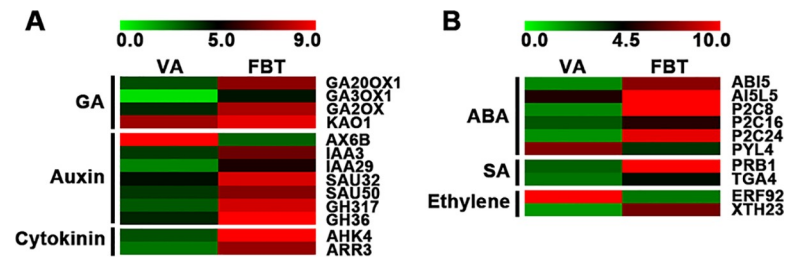 A
0.0 5.0 9.0
VA FBT
GA
GA20OX1
GA3OX1
GA2OX
KAO1
Auxin
AX6B
IAA3
IAA29
SAU32
SAU50
GH317
GH36
Cytokinin
AHK4
ARR3
B
0.0 4.5 10.0
VA FBT
ABA
ABI5
AI5L5
P2C8
P2C16
P2C24
PYL4
SA
PRB1
TGA4
Ethylene
ERF92
XTH23